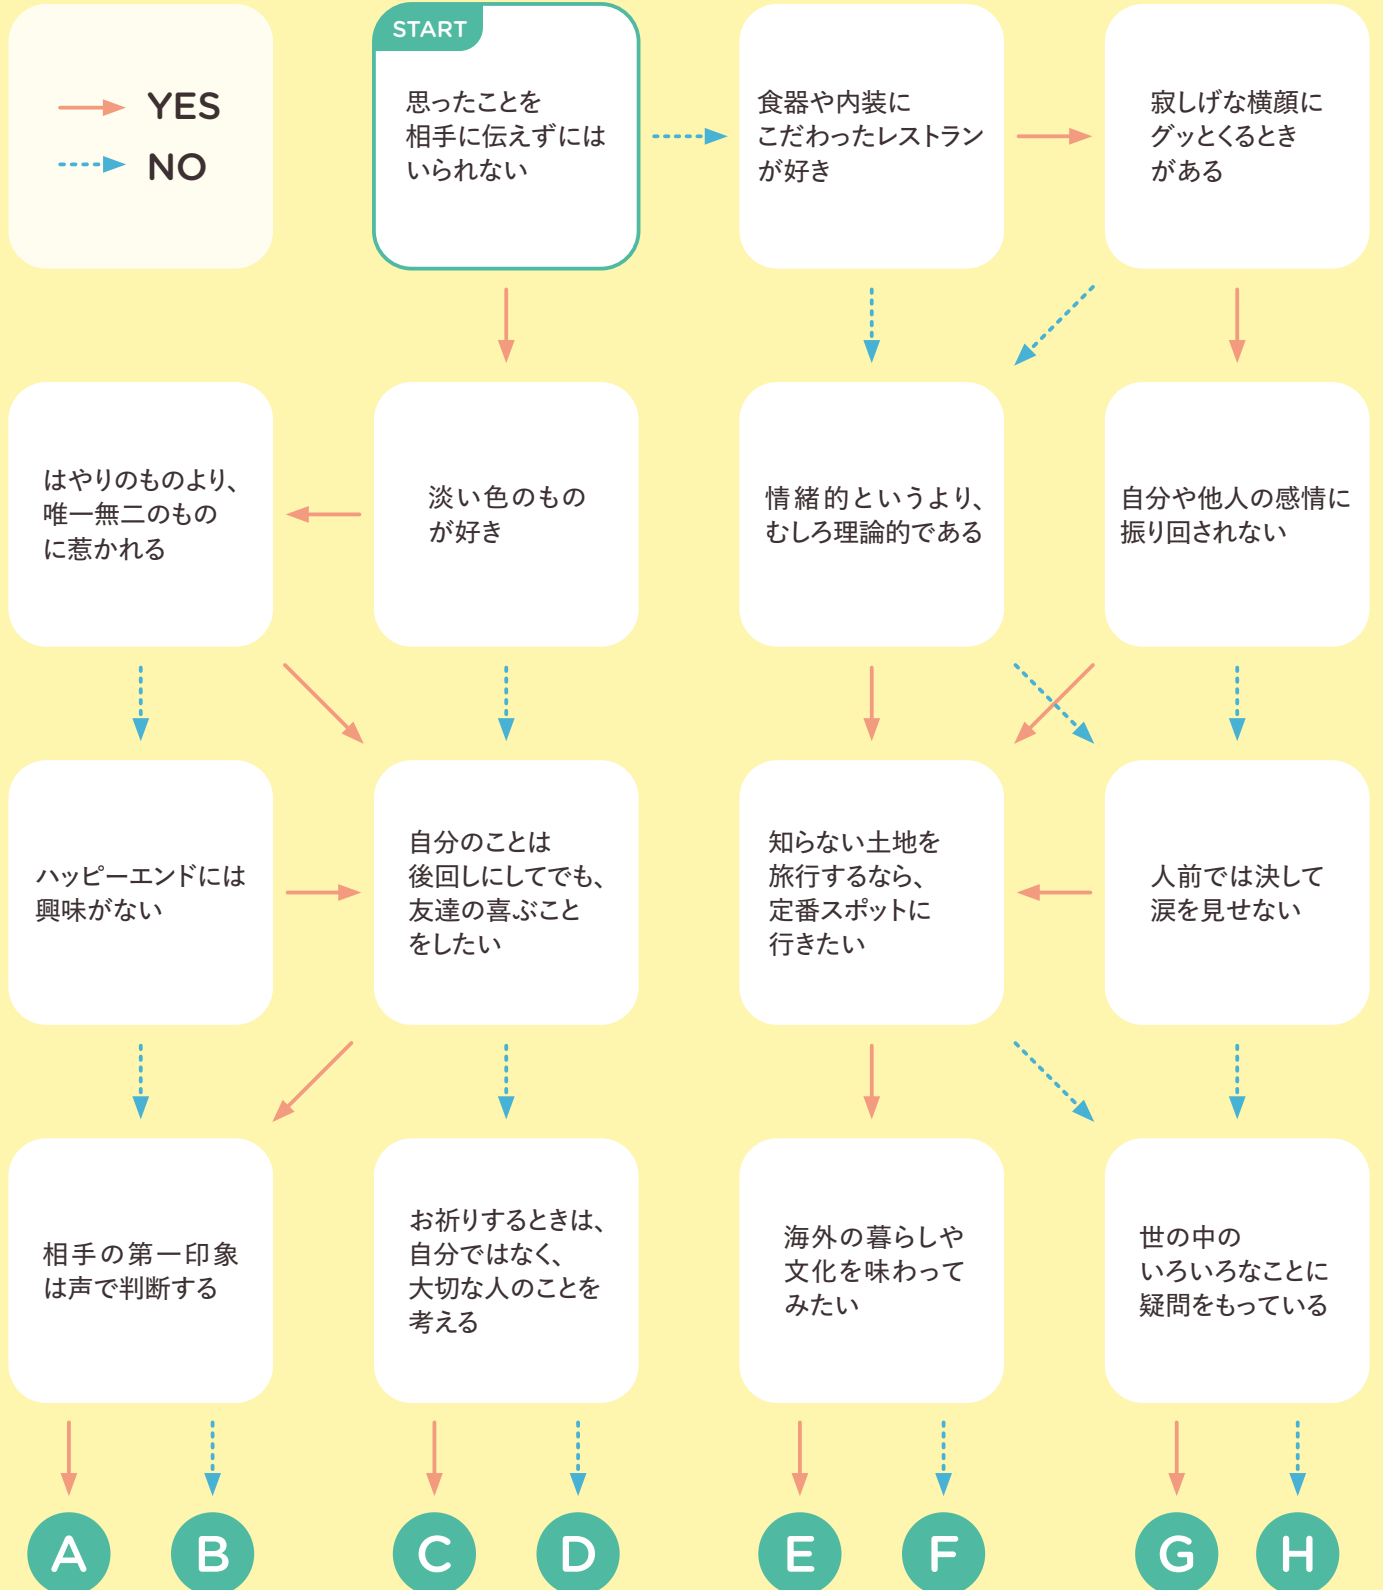 YES
NO
START
思ったことを
相手に伝えずには
いられない
食器や内装に
こだわったレストラン
が好き
寂しげな横顔に
グッとくるとき
がある
はやりのものより、
唯一無二のもの
に惹かれる
淡い色のもの
が好き
情緒的というより、
むしろ理論的である
自分や他人の感情に
振り回されない
ハッピーエンドには
興味がない
自分のことは
後回しにしてでも、
友達の喜ぶこと
をしたい
知らない土地を
旅行するなら、
定番スポットに
行きたい
人前では決して
涙を見せない
相手の第一印象
は声で判断する
お祈りするときは、
自分ではなく、
大切な人のことを
考える
海外の暮らしや
文化を味わって
みたい
世の中の
いろいろなことに
疑問をもっている
A
B
C
D
E
F
G
H